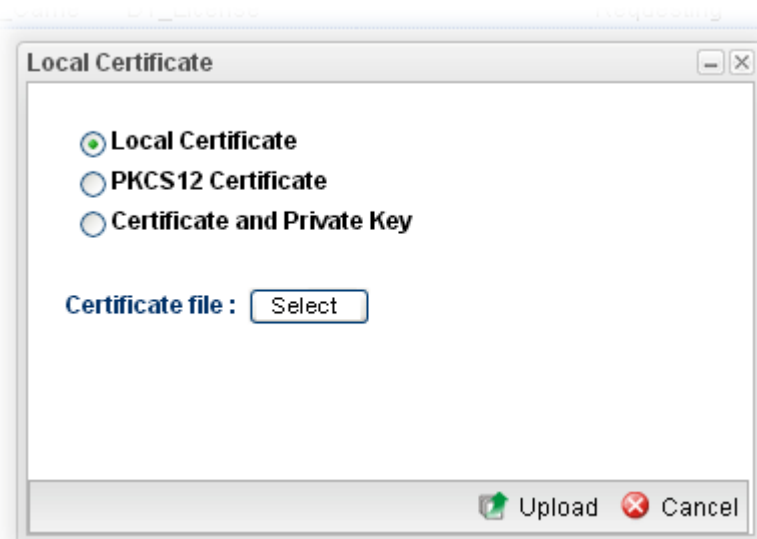 Local Certificate
Local Certificate
PKCS12 Certificate
Certificate and Private Key
Certificate file : Select
Upload Cancel